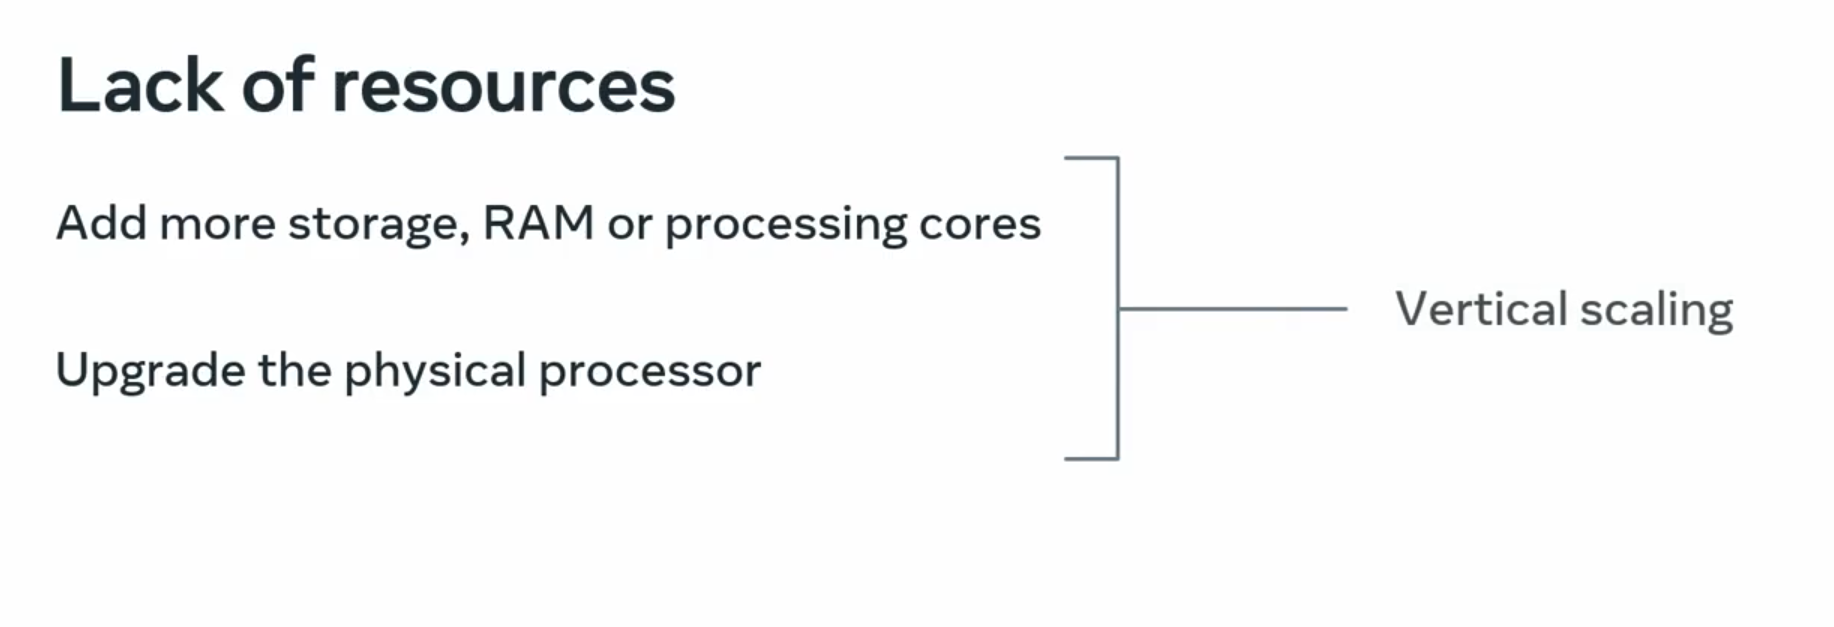 Lack of resources
Add more storage, RAM or processing cores
Vertical scaling
Upgrade the physical processor